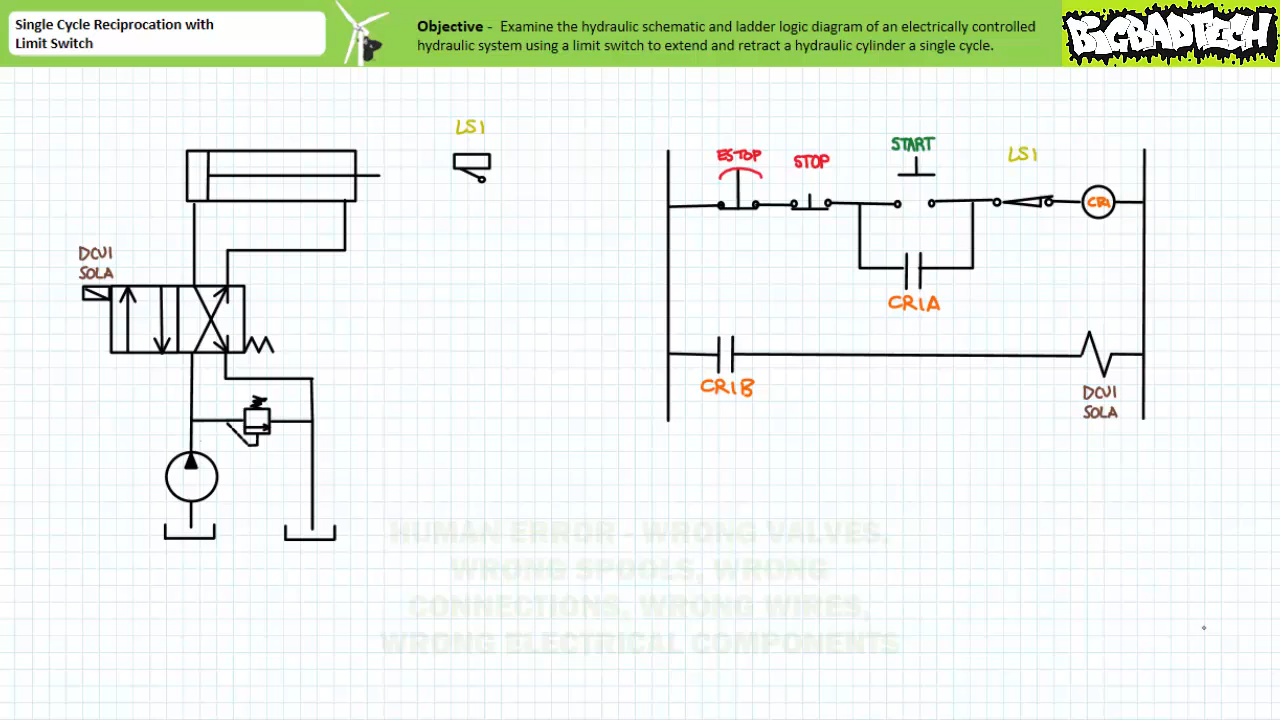 Single Cycle Reciprocation with
Limit Switch
Objective - Examine the hydraulic schematic and ladder logic diagram of an electrically controlled
hydraulic system using a limit switch to extend and retract a hydraulic cylinder a single cycle.
BIGBADTECH
LS1
ESTOP
STOP
START
LS1
CR1
DCV1
SOLA
CR1A
CR1B
DCV1
SOLA
HUMAN ERROR - WRONG VALVES,
WRONG SPOOLS, WRONG
CONNECTIONS, WRONG WIRES,
WRONG ELECTRICAL COMPONENTS